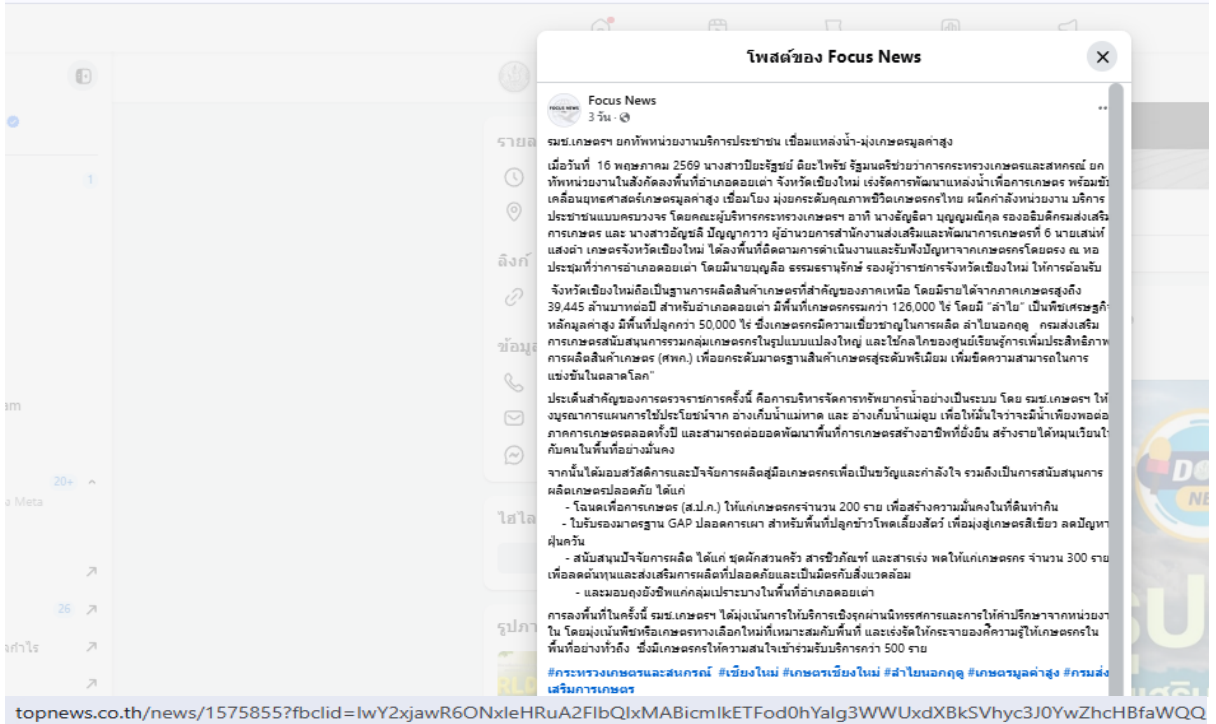 โพสต์ของ Focus News
Focus News
3 วัน
รมช.เกษตรฯ ยกทัพหน่วยงานบริการประชาชน เชื่อมแหล่งน้ำ-มุ่งเกษตรมูลค่าสูง
เมื่อวันที่ 16 พฤษภาคม 2569 นางสาวปิยะรัฐชย์ ติยะไพรัช รัฐมนตรีช่วยว่าการกระทรวงเกษตรและสหกรณ์ ยก
ทัพหน่วยงานในสังกัดลงพื้นที่อำเภอดอยเต่า จังหวัดเชียงใหม่ เร่งรัดการพัฒนาแหล่งน้ำเพื่อการเกษตร พร้อมขับ
เคลื่อนยุทธศาสตร์เกษตรมูลค่าสูง เชื่อมโยง มุ่งยกระดับคุณภาพชีวิตเกษตรกรไทย ผนึกกำลังหน่วยงาน บริการ
ประชาชนแบบครบวงจร โดยคณะผู้บริหารกระทรวงเกษตรฯ อาทิ นางธัญธิตา บุญญมณีกุล รองอธิบดีกรมส่งเสริม
การเกษตร และ นางสาวอัญชลี ปัญญากวาว ผู้อำนวยการสำนักงานส่งเสริมและพัฒนาการเกษตรที่ 6 นายเสน่ห์
แสงคำ เกษตรจังหวัดเชียงใหม่ ได้ลงพื้นที่ติดตามการดำเนินงานและรับฟังปัญหาจากเกษตรกรโดยตรง ณ หอ
ประชุมที่ว่าการอำเภอดอยเต่า โดยมีนายบุญลือ ธรรมธรานุรักษ์ รองผู้ว่าราชการจังหวัดเชียงใหม่ ให้การต้อนรับ
จังหวัดเชียงใหม่ถือเป็นฐานการผลิตสินค้าเกษตรที่สำคัญของภาคเหนือ โดยมีรายได้จากภาคเกษตรสูงถึง
39,445 ล้านบาทต่อปี สำหรับอำเภอดอยเต่า มีพื้นที่เกษตรกรรมกว่า 126,000 ไร่ โดยมี "ลำไย" เป็นพืชเศรษฐกิจ
หลักมูลค่าสูง มีพื้นที่ปลูกกว่า 50,000 ไร่ ซึ่งเกษตรกรมีความเชี่ยวชาญในการผลิต ลำไยนอกฤดู กรมส่งเสริม
การเกษตรสนับสนุนการรวมกลุ่มเกษตรกรในรูปแบบแปลงใหญ่ และใช้กลไกของศูนย์เรียนรู้การเพิ่มประสิทธิภาพ
การผลิตสินค้าเกษตร (ศพก.) เพื่อยกระดับมาตรฐานสินค้าเกษตรสู่ระดับพรีเมียม เพิ่มขีดความสามารถในการ
แข่งขันในตลาดโลก"
ประเด็นสำคัญของการตรวจราชการครั้งนี้ คือการบริหารจัดการทรัพยากรน้ำอย่างเป็นระบบ โดย รมช.เกษตรฯ ให้
งบูรณาการแผนการใช้ประโยชน์จาก อ่างเก็บน้ำแม่หาด และ อ่างเก็บน้ำแม่ตูบ เพื่อให้มั่นใจว่าจะมีน้ำเพียงพอต่อ
ภาคการเกษตรตลอดทั้งปี และสามารถต่อยอดพัฒนาพื้นที่การเกษตรสร้างอาชีพที่ยั่งยืน สร้างรายได้หมุนเวียนใ
กับคนในพื้นที่อย่างมั่นคง
จากนั้นได้มอบสวัสดิการและปัจจัยการผลิตสู่มือเกษตรกรเพื่อเป็นขวัญและกำลังใจ รวมถึงเป็นการสนับสนุนการ
ผลิตเกษตรปลอดภัย ได้แก่
- โฉนดเพื่อการเกษตร (ส.ป.ก.) ให้แก่เกษตรกรจำนวน 200 ราย เพื่อสร้างความมั่นคงในที่ดินทำกิน
- ใบรับรองมาตรฐาน GAP ปลอดการเผา สำหรับพื้นที่ปลูกข้าวโพดเลี้ยงสัตว์ เพื่อมุ่งสู่เกษตรสีเขียว ลดปัญหา
ฝุ่นควัน
- สนับสนุนปัจจัยการผลิต ได้แก่ ชุดผักสวนครัว สารชีวภัณฑ์ และสารเร่ง พดให้แก่เกษตรกร จำนวน 300 ราย
เพื่อลดต้นทุนและส่งเสริมการผลิตที่ปลอดภัยและเป็นมิตรกับสิ่งแวดล้อม
- และมอบถุงยังชีพแก่กลุ่มเปราะบางในพื้นที่อำเภอดอยเต่า
การลงพื้นที่ในครั้งนี้ รมช.เกษตรฯ ได้มุ่งเน้นการให้บริการเชิงรุกผ่านนิทรรศการและการให้คำปรึกษาจากหน่วยงา
ใน โดยมุ่งเน้นพืชหรือเกษตรทางเลือกใหม่ที่เหมาะสมกับพื้นที่ และเร่งรัดให้กระจายองค์ความรู้ให้เกษตรกรใน
พื้นที่อย่างทั่วถึง ซึ่งมีเกษตรกรให้ความสนใจเข้าร่วมรับบริการกว่า 500 ราย
#กระทรวงเกษตรและสหกรณ์ #เชียงใหม่ #เกษตรเชียงใหม่ #ลำไยนอกฤดู #เกษตรมูลค่าสูง #กรมส่ง
เสริมการเกษตร
รายล
ลิงก์
ข้อมูล
ไฮไล
รูปภา
1
am
20+
ง Meta
26
topnews.co.th/news/1575855?fbclid=IwY2xjawR6ONxleHRuA2FlbQIxMABicmlkETFod0hYalg3WWUxdXBkSVhyc3J0YwZhcHBfaWQQ